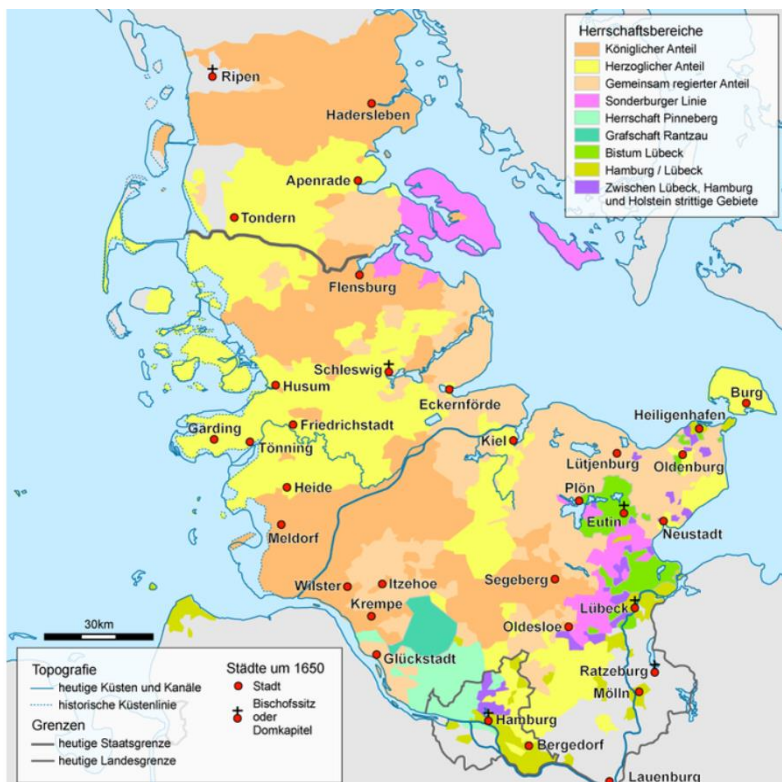 Herrschaftsbereiche
Königlicher Anteil
Herzoglicher Anteil
Gemeinsam regierter Anteil
Sonderburger Linie
Herrschaft Pinneberg
Grafschaft Rantzau
Bistum Lübeck
Hamburg / Lübeck
Zwischen Lübeck, Hamburg
und Holstein strittige Gebiete
Ripen
Hadersleben
Apenrade
Tondern
Flensburg
Schleswig
Husum
Eckernförde
Burg
Heiligenhafen
Friedrichstadt
Garding
Tönning
Kiel
Lütjenburg
Oldenburg
Heide
Plön
Eutin
Meldorf
Neustadt
Wilster
Itzehoe
Segeberg
Krempe
Lübeck
Oldesloe
Glückstadt
Ratzeburg
Mölln
Hamburg
Bergedorf
Lauenburg
30km
Topografie
heutige Küsten und Kanäle
historische Küstenlinie
Grenzen
heutige Staatsgrenze
heutige Landesgrenze
Städte um 1650
Stadt
Bischofssitz
oder
Domkapitel